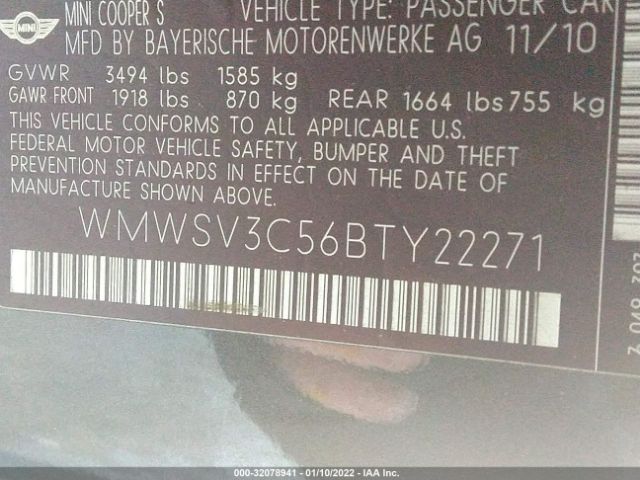 MINI
MINI COOPER S VEHICLE TYPE: PASSENGER CAR
MFD BY BAYERISCHE MOTORENWERKE AG 11/10
GVWR 3494 lbs 1585 kg
GAWR FRONT 1918 lbs 870 kg REAR 1664 lbs 755 kg
THIS VEHICLE CONFORMS TO ALL APPLICABLE U.S.
FEDERAL MOTOR VEHICLE SAFETY, BUMPER AND THEFT
PREVENTION STANDARDS IN EFFECT ON THE DATE OF
MANUFACTURE SHOWN ABOVE.
WMWSV3C56BTY22271
000-32078941 - 01/10/2022 - IAA Inc.